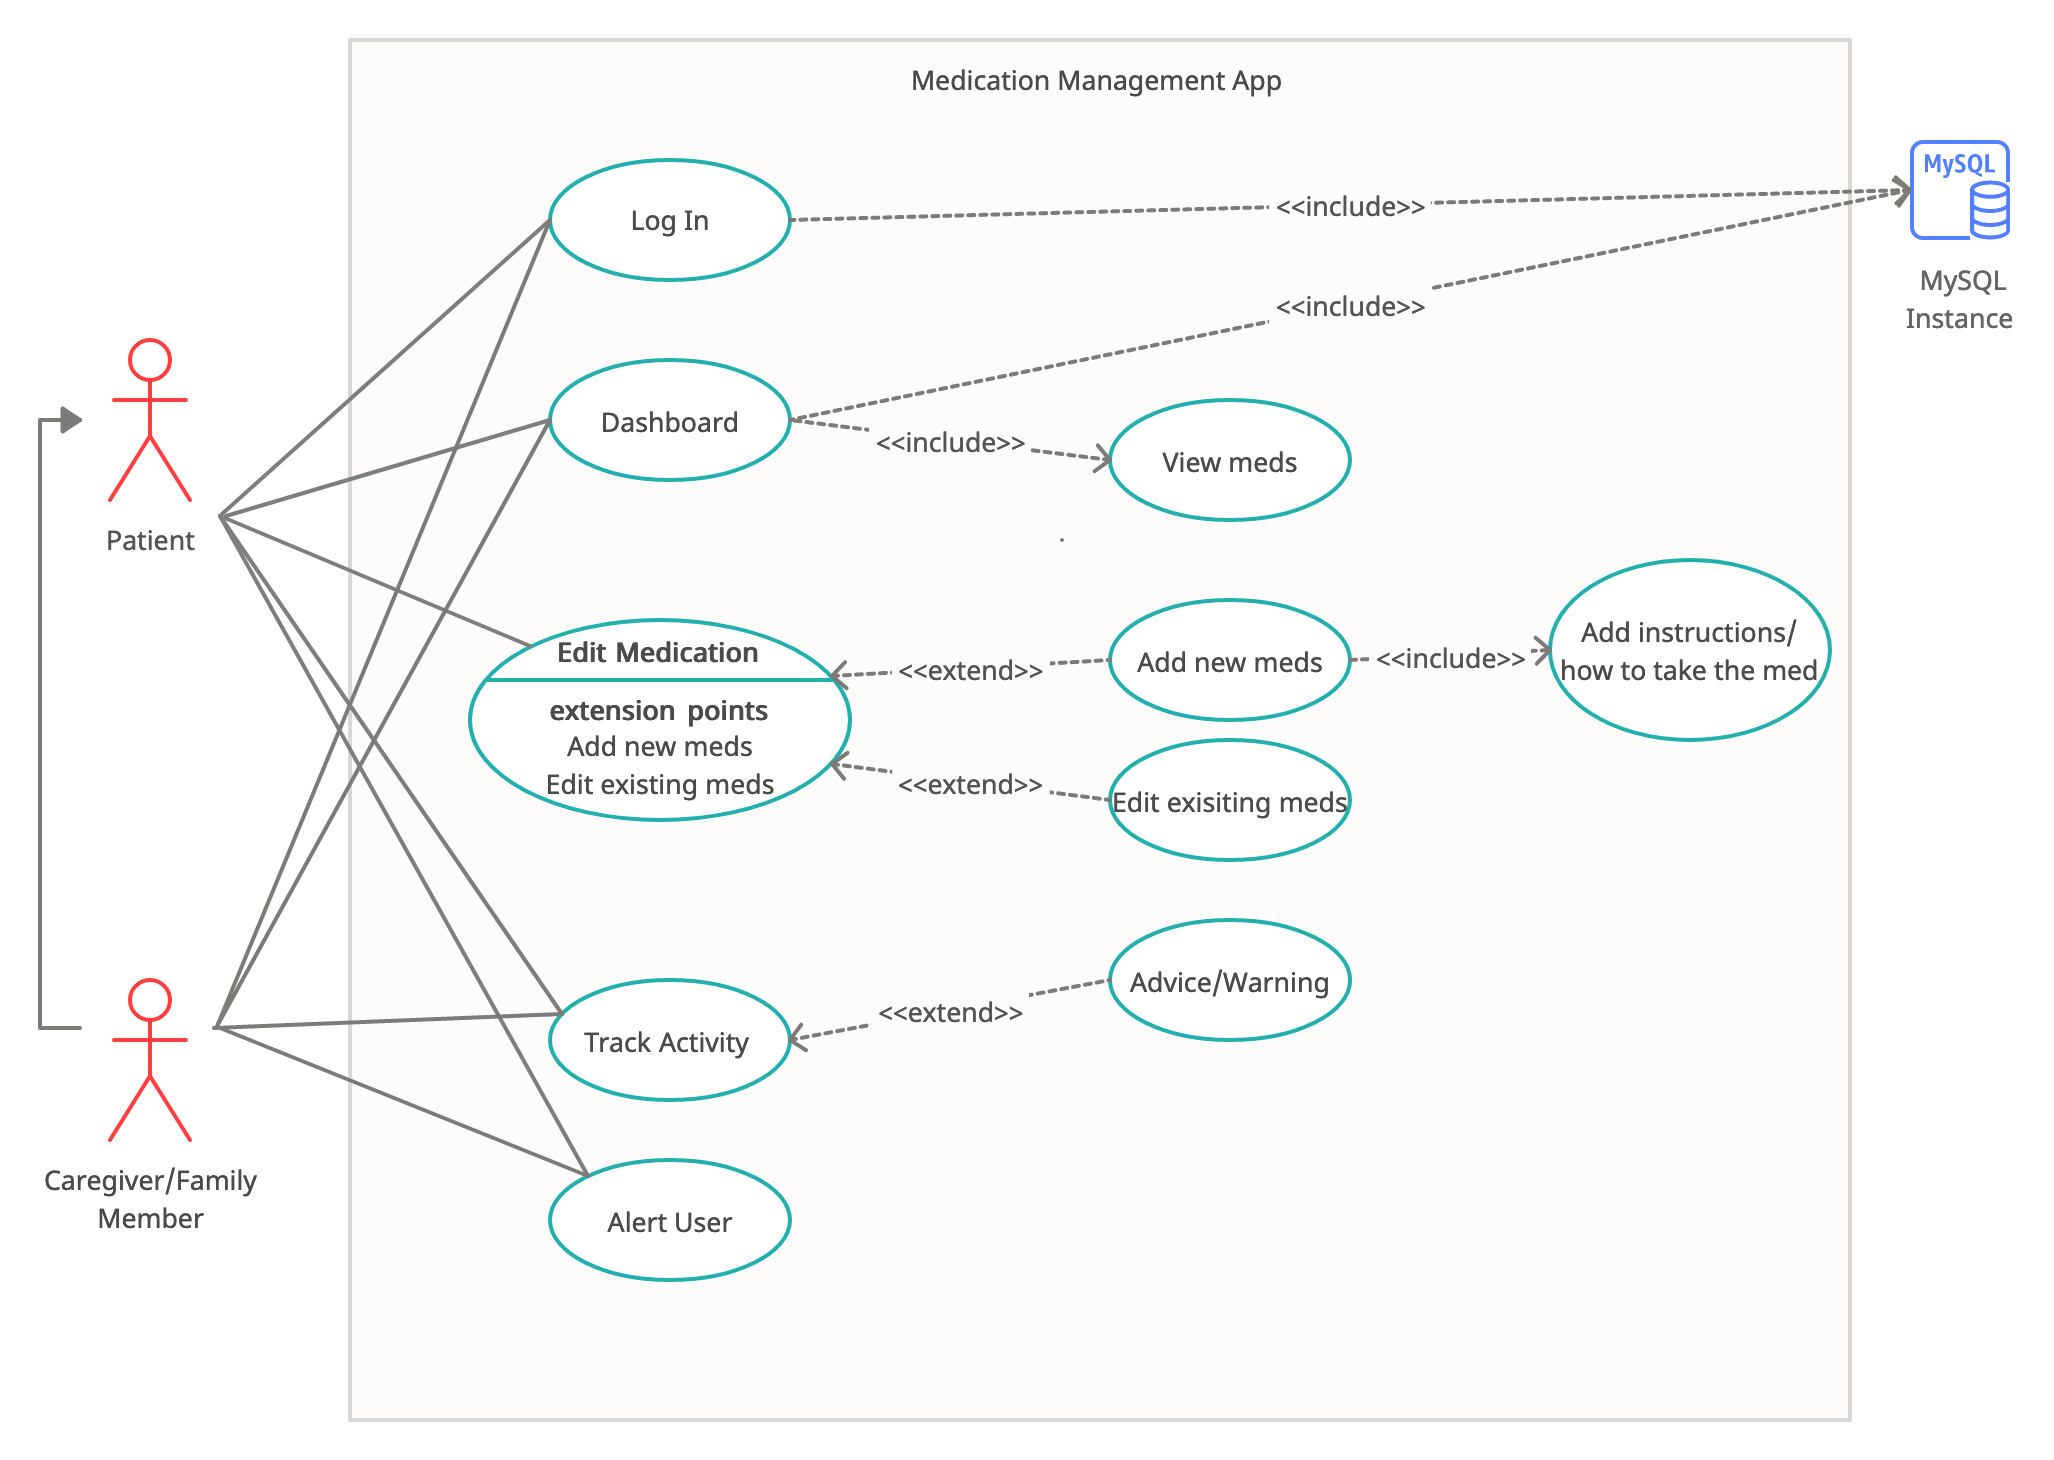 Medication Management App
Log In
<<include>>
MySQL
MySQL
Instance
<<include>>
Dashboard
<<include>>
View meds
Patient
Edit Medication
extension points
Add new meds
Edit existing meds
<<extend>>
Add new meds
<<include>>
Add instructions/
how to take the med
<<extend>>
Edit exisiting meds
Advice/Warning
<<extend>>
Track Activity
Caregiver/Family
Member
Alert User